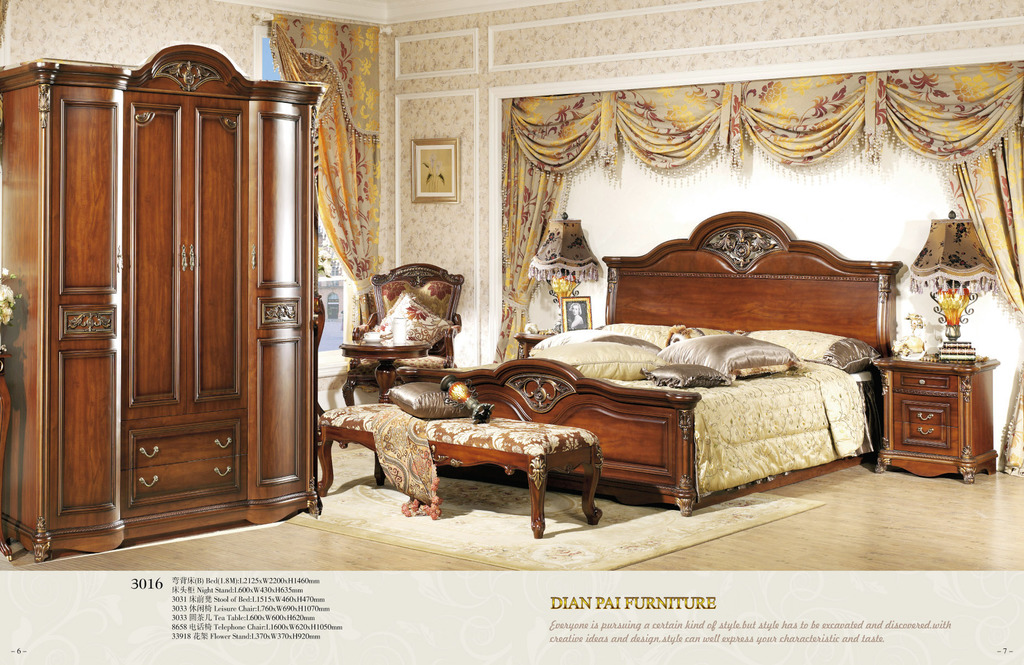 3016
弯背床(B) Bed(1.8M):L2125xW2200xH1460mm
床头柜 Night Stand:L600xW430xH635mm
3031 床前凳 Stool of Bed:L1515xW460xH470mm
3033 休闲椅 Leisure Chair:L760xW690xH1070mm
3033 阴茶几 Tea Table:L600xW600xH620mm
8658 电话椅 Telephone Chair:L1600xW620xH1050mm
33918 花架 Flower Stand:L370xW370xH920mm
DIAN PAI FURNITURE
Everyone is pursuing a certain kind of style,but style has to be excavated and discovered.with
creative ideas and design,style can well express your characteristic and taste.
– 6 –
– 7 –